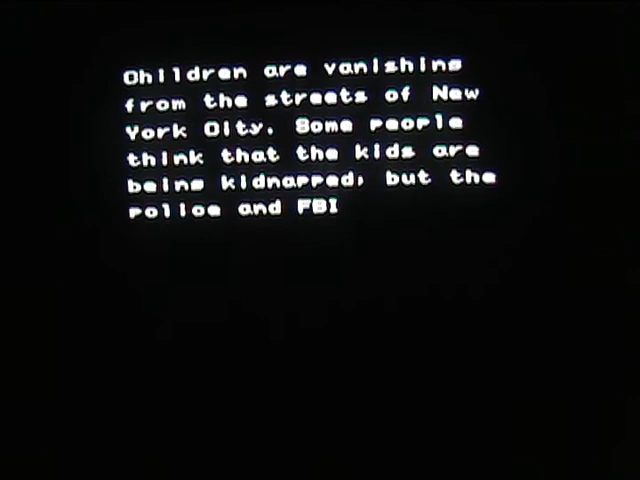 Children are vanishing
from the streets of New
York City. Some people
think that the kids are
being kidnapped, but the
police and FBI